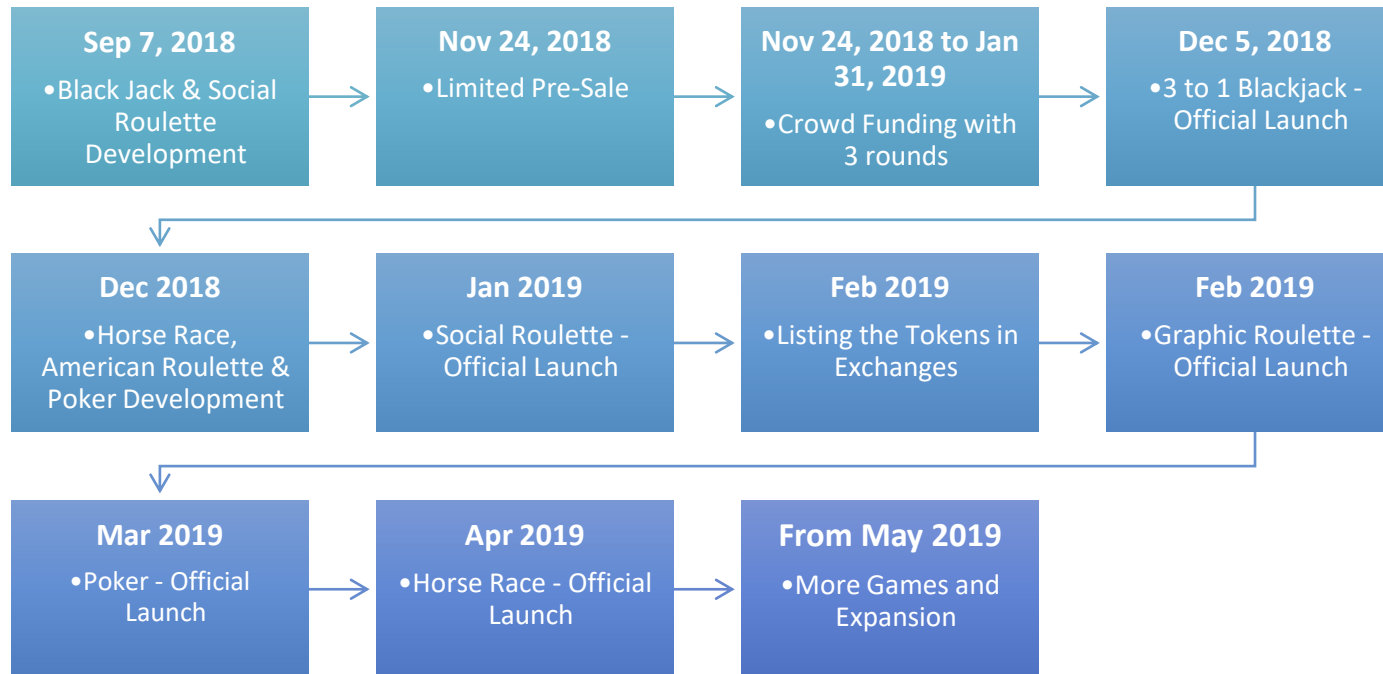 Sep 7, 2018
•Black Jack & Social
Roulette
Development
Nov 24, 2018
•Limited Pre-Sale
Nov 24, 2018 to Jan
31, 2019
•Crowd Funding with
3 rounds
Dec 5, 2018
•3 to 1 Blackjack -
Official Launch
Dec 2018
•Horse Race,
American Roulette &
Poker Development
Jan 2019
•Social Roulette -
Official Launch
Feb 2019
•Listing the Tokens in
Exchanges
Feb 2019
•Graphic Roulette -
Official Launch
Mar 2019
•Poker - Official
Launch
Apr 2019
•Horse Race - Official
Launch
From May 2019
•More Games and
Expansion